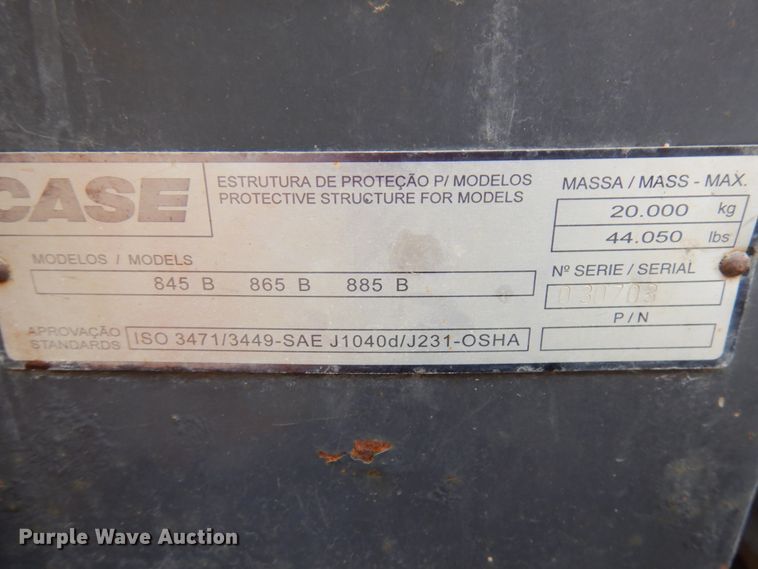 CASE
ESTRUTURA DE PROTEÇÃO P/ MODELOS
PROTECTIVE STRUCTURE FOR MODELS
MASSA / MASS - MAX.
20.000 kg
44.050 lbs
MODELOS / MODELS
845 B 865 B 885 B
Nº SERIE / SERIAL
030703
P / N
APROVAÇÃO
STANDARDS
ISO 3471/3449-SAE J1040d/J231-OSHA
Purple Wave Auction